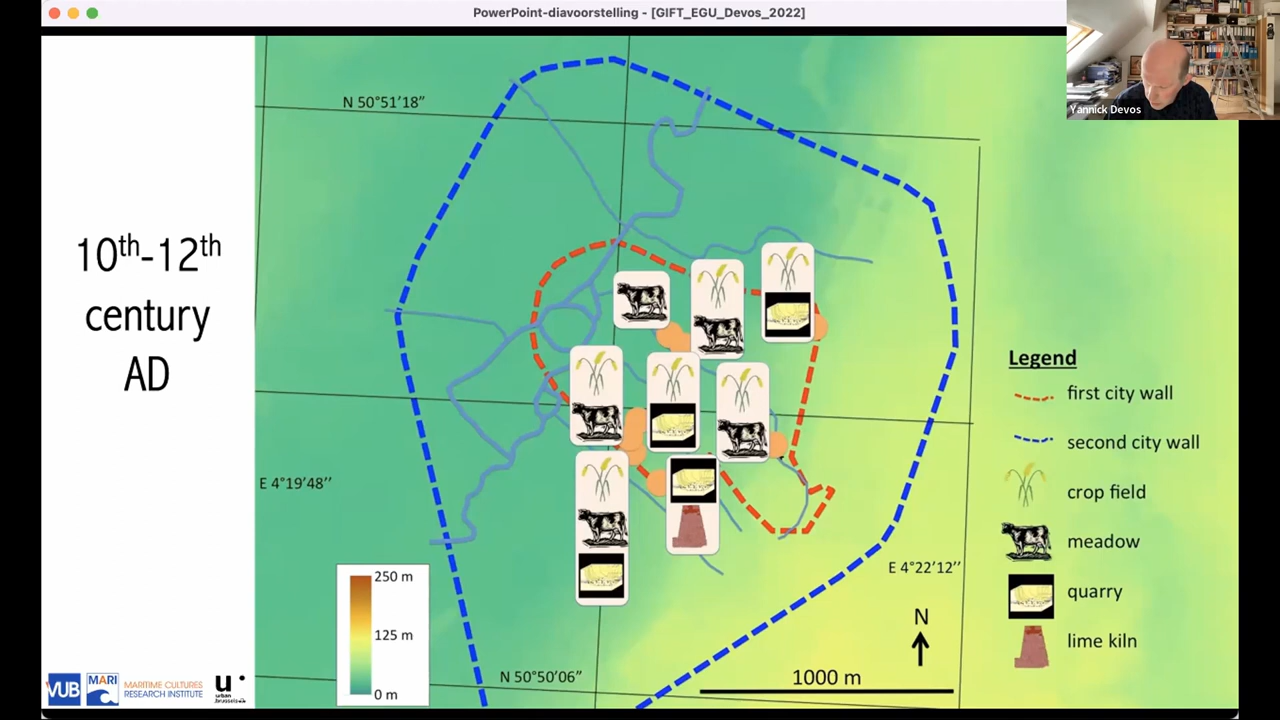 PowerPoint-diavoorstelling - [GIFT_EGU_Devos_2022]
Yannick Devos
10th-12th
century
AD
N 50°51’18”
E 4°19’48’’
E 4°22’12’’
N 50°50’06”
N
1000 m
250 m
125 m
0 m
Legend
first city wall
second city wall
crop field
meadow
quarry
lime kiln
VUB
MARI
MARITIME CULTURES
RESEARCH INSTITUTE
u
urban
.brussels